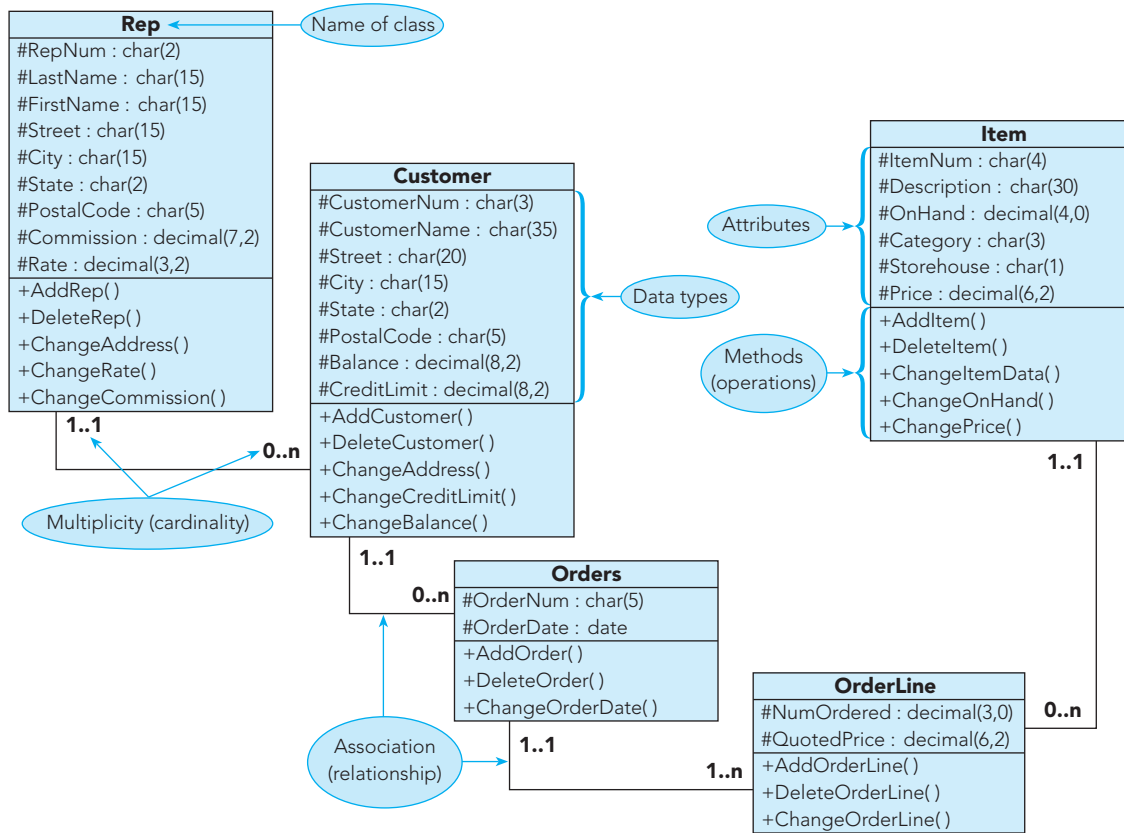 Rep
#RepNum : char(2)
#LastName : char(15)
#FirstName : char(15)
#Street : char(15)
#City : char(15)
#State : char(2)
#PostalCode : char(5)
#Commission : decimal(7,2)
#Rate : decimal(3,2)
+AddRep( )
+DeleteRep( )
+ChangeAddress( )
+ChangeRate( )
+ChangeCommission( )
Name of class
1..1
0..n
Multiplicity (cardinality)
Customer
#CustomerNum : char(3)
#CustomerName : char(35)
#Street : char(20)
#City : char(15)
#State : char(2)
#PostalCode : char(5)
#Balance : decimal(8,2)
#CreditLimit : decimal(8,2)
+AddCustomer( )
+DeleteCustomer( )
+ChangeAddress( )
+ChangeCreditLimit( )
+ChangeBalance( )
Data types
1..1
0..n
Item
#ItemNum : char(4)
#Description : char(30)
#OnHand : decimal(4,0)
#Category : char(3)
#Storehouse : char(1)
#Price : decimal(6,2)
+AddItem( )
+DeleteItem( )
+ChangeItemData( )
+ChangeOnHand( )
+ChangePrice( )
Attributes
Methods
(operations)
1..1
0..n
Orders
#OrderNum : char(5)
#OrderDate : date
+AddOrder( )
+DeleteOrder( )
+ChangeOrderDate( )
Association
(relationship)
1..1
1..n
OrderLine
#NumOrdered : decimal(3,0)
#QuotedPrice : decimal(6,2)
+AddOrderLine( )
+DeleteOrderLine( )
+ChangeOrderLine( )